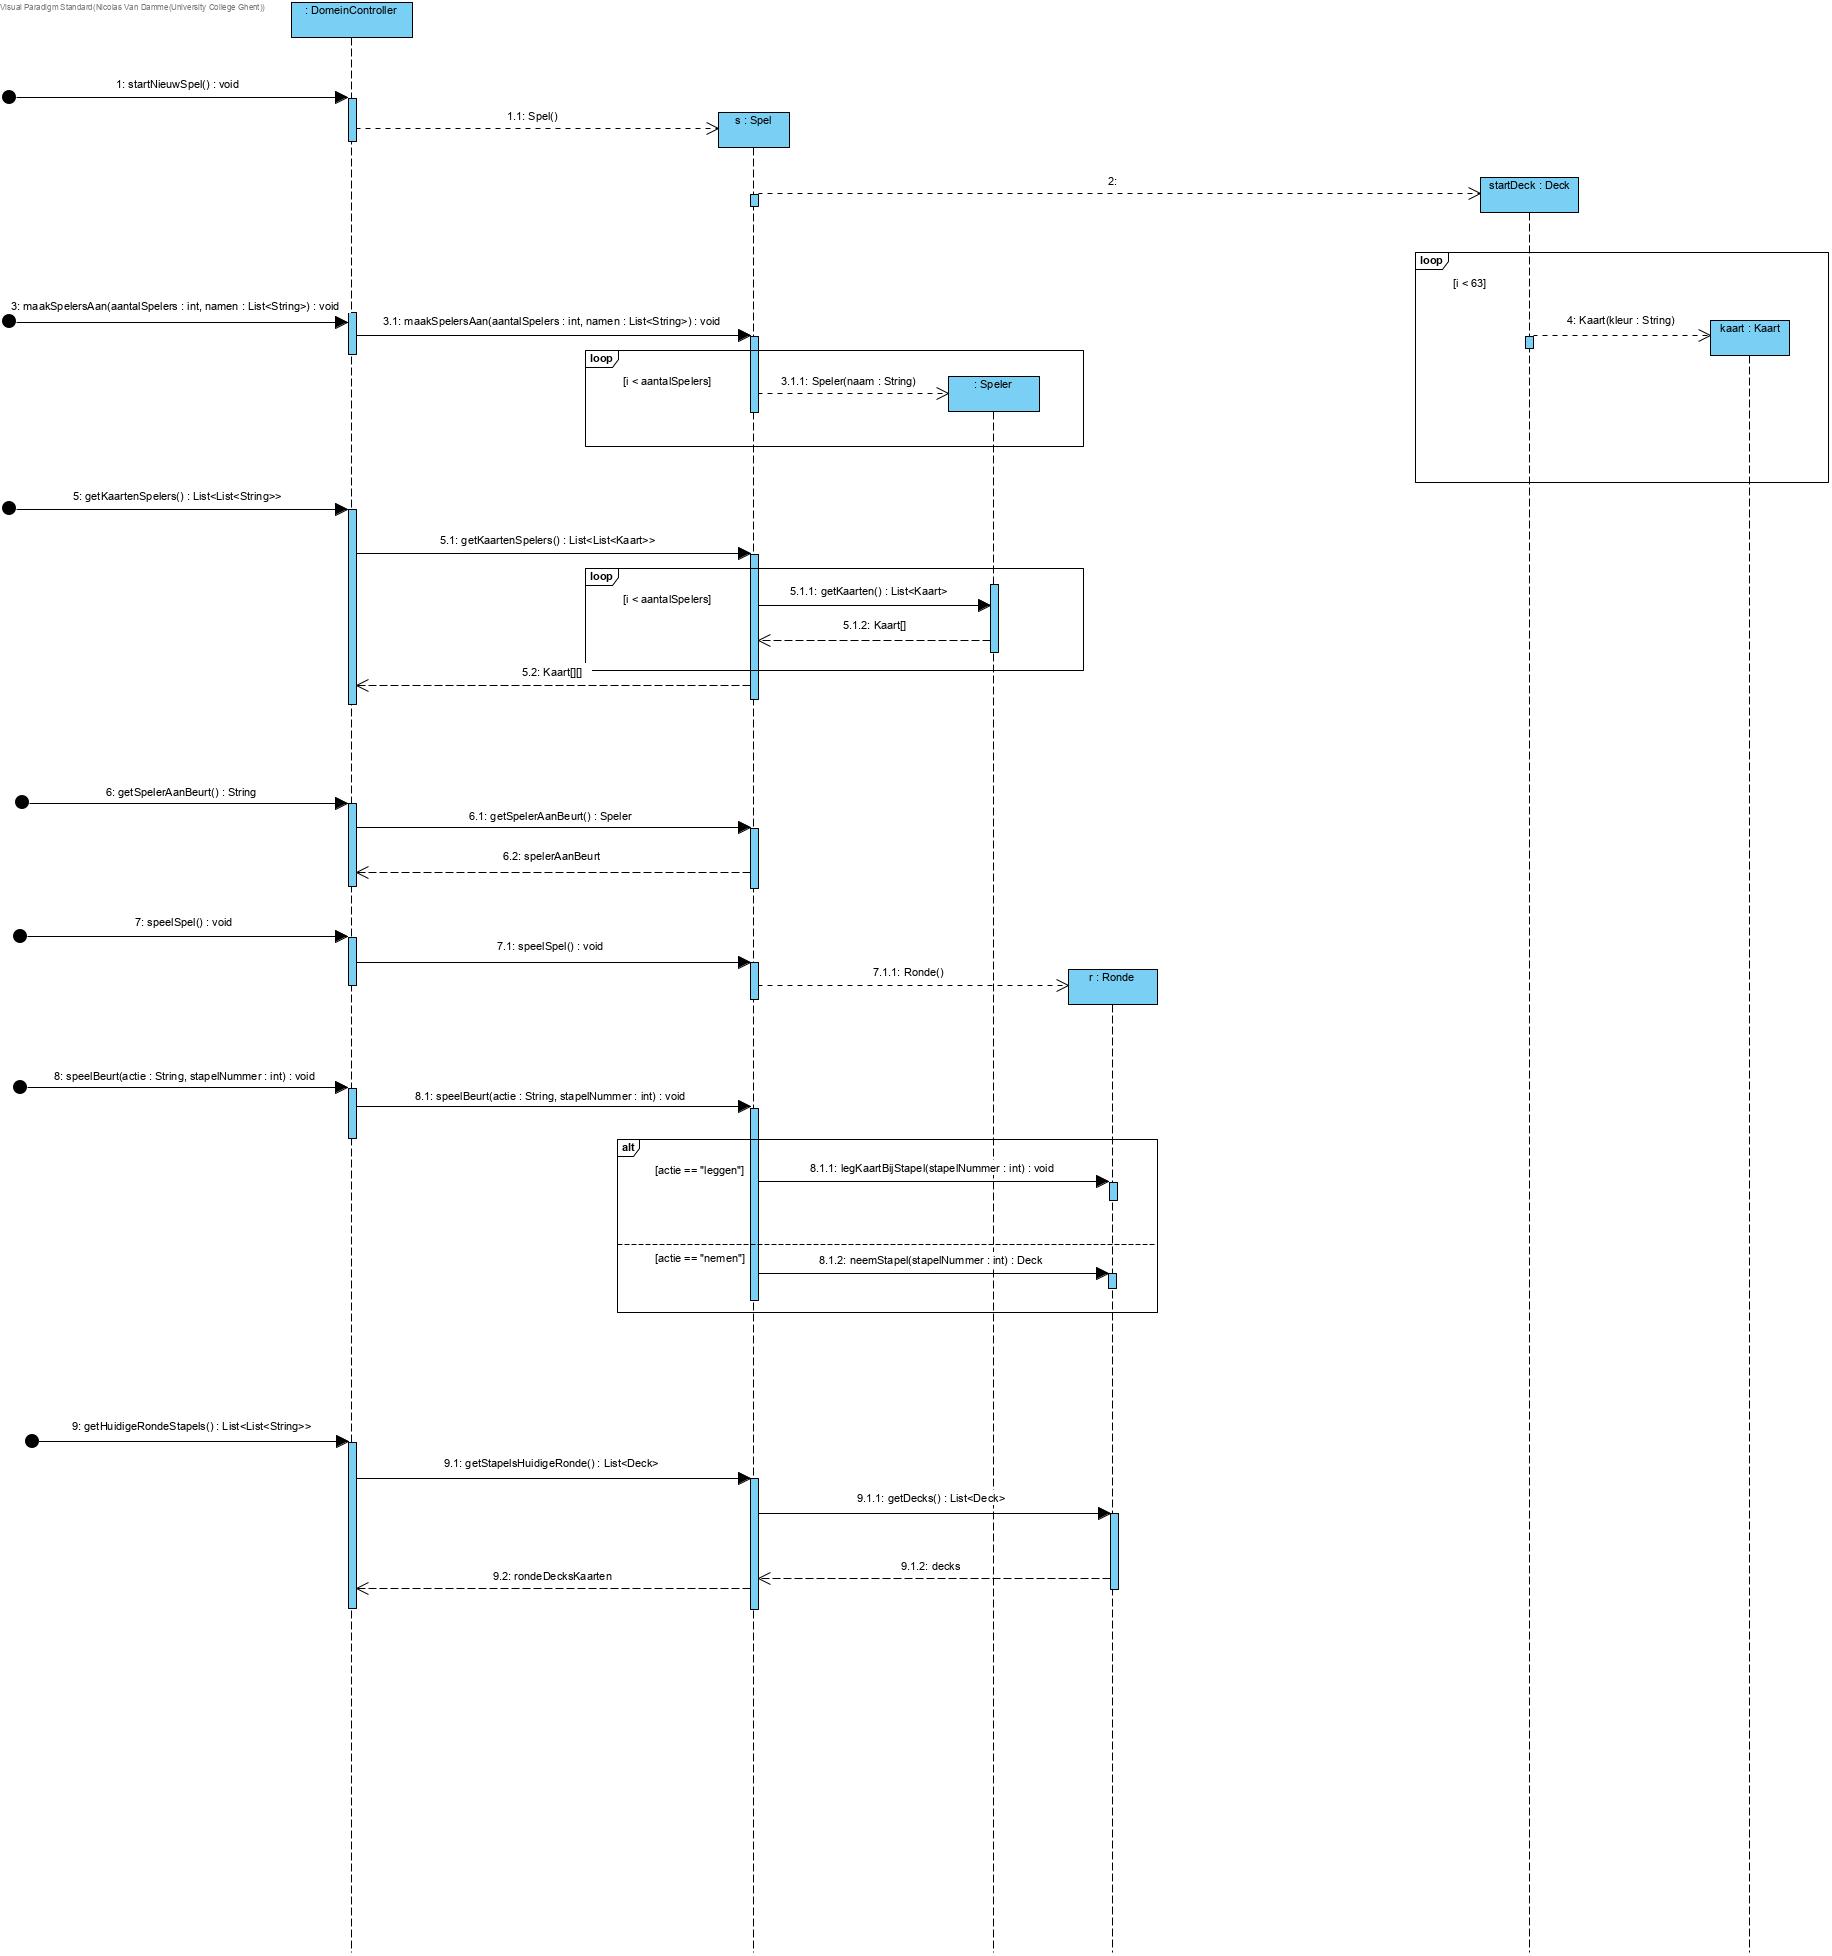 Visual Paradigm Standard(Nicolas Van Damme(University College Ghent))
: DomeinController
1: startNieuwSpel() : void
1.1: Spel()
s : Spel
2:
startDeck : Deck
loop
[i < 63]
3: maakSpelersAan(aantalSpelers : int, namen : List<String>) : void
3.1: maakSpelersAan(aantalSpelers : int, namen : List<String>) : void
4: Kaart(kleur : String)
kaart : Kaart
loop
[i < aantalSpelers]
3.1.1: Speler(naam : String)
: Speler
5: getKaartenSpelers() : List<List<String>>
5.1: getKaartenSpelers() : List<List<Kaart>>
loop
[i < aantalSpelers]
5.1.1: getKaarten() : List<Kaart>
5.1.2: Kaart[]
5.2: Kaart[][]
6: getSpelerAanBeurt() : String
6.1: getSpelerAanBeurt() : Speler
6.2: spelerAanBeurt
7: speelSpel() : void
7.1: speelSpel() : void
7.1.1: Ronde()
r : Ronde
8: speelBeurt(actie : String, stapelNummer : int) : void
8.1: speelBeurt(actie : String, stapelNummer : int) : void
alt
[actie == "leggen"]
8.1.1: legKaartBijStapel(stapelNummer : int) : void
[actie == "nemen"]
8.1.2: neemStapel(stapelNummer : int) : Deck
9: getHuidigeRondeStapels() : List<List<String>>
9.1: getStapelsHuidigeRonde() : List<Deck>
9.1.1: getDecks() : List<Deck>
9.1.2: decks
9.2: rondeDecksKaarten